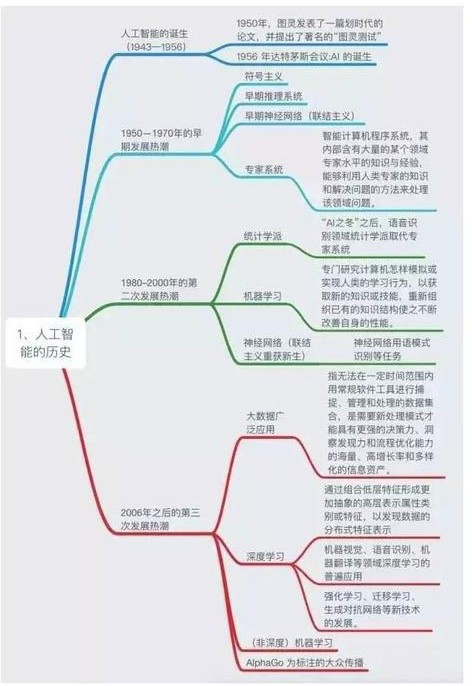 1、人工智
能的历史
人工智能的诞生
(1943—1956)
1950年，图灵发表了一篇划时代的
论文，并提出了著名的“图灵测试”
1956 年达特茅斯会议:AI 的诞生
1950—1970年的早
期发展热潮
符号主义
早期推理系统
早期神经网络（联结主义）
专家系统
智能计算机程序系统，其
内部含有大量的某个领域
专家水平的知识与经验，
能够利用人类专家的知识
和解决问题的方法来处理
该领域问题。
1980-2000年的第
二次发展热潮
统计学派
“AI之冬”之后，语音识
别领域统计学派取代专
家系统
机器学习
专门研究计算机怎样模拟或
实现人类的学习行为，以获
取新的知识或技能，重新组
织已有的知识结构使之不断
改善自身的性能。
神经网络（联结
主义重获新生）
神经网络用语模式
识别等任务
2006年之后的第三
次发展热潮
大数据广
泛应用
指无法在一定时间范围内
用常规软件工具进行捕
捉、管理和处理的数据集
合，是需要新处理模式才
能具有更强的决策力、洞
察发现力和流程优化能力
的海量、高增长率和多样
化的信息资产。
深度学习
通过组合低层特征形成更
加抽象的高层表示属性类
别或特征，以发现数据的
分布式特征表示
机器视觉、语音识别、机
器翻译等领域深度学习的
普遍应用
强化学习、迁移学习、
生成对抗网络等新技术
的发展。
（非深度）机器学习
AlphaGo 为标注的大众传播